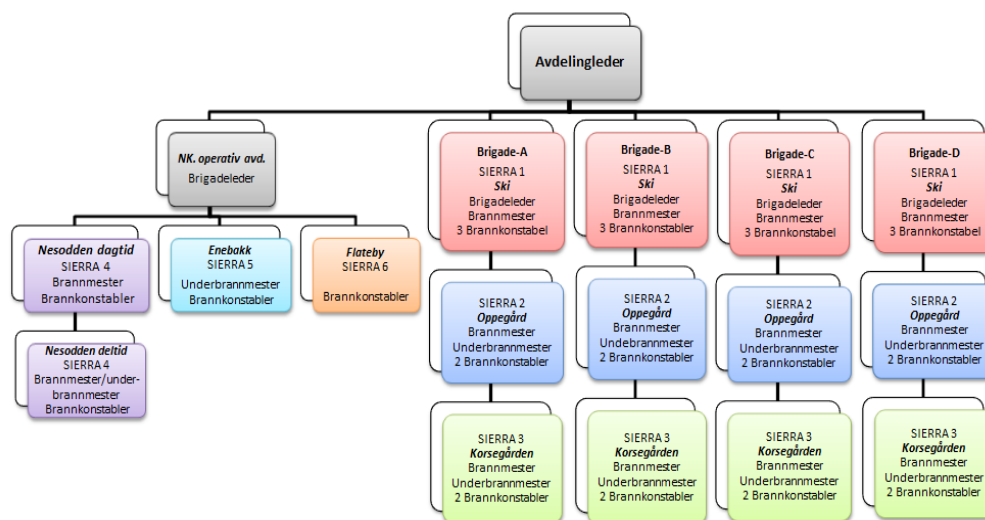 Avdelingleder
NK. operativ avd.
Brigadeleder
Nesodden dagtid
SIERRA 4
Brannmester
Brannkonstabler
Nesodden deltid
SIERRA 4
Brannmester/under-
brannmester
Brannkonstabler
Enebakk
SIERRA 5
Underbrannmester
Brannkonstabler
Flateby
SIERRA 6
Brannkonstabler
Brigade-A
SIERRA 1
Ski
Brigadeleder
Brannmester
3 Brannkonstabel
SIERRA 2
Oppegård
Brannmester
Underbrannmester
2 Brannkonstabler
SIERRA 3
Korsegården
Brannmester
Underbrannmester
2 Brannkonstabler
Brigade-B
SIERRA 1
Ski
Brigadeleder
Brannmester
3 Brannkonstabler
SIERRA 2
Oppegård
Brannmester
Undebrannmester
2 Brannkonstabler
SIERRA 3
Korsegården
Brannmester
Underbrannmester
2 Brannkonstabler
Brigade-C
SIERRA 1
Ski
Brigadeleder
Brannmester
3 Brannkonstabel
SIERRA 2
Oppegård
Brannmester
Underbrannmester
2 Brannkonstabler
SIERRA 3
Korsegården
Brannmester
Underbrannmester
2 Brannkonstabler
Brigade-D
SIERRA 1
Ski
Brigadeleder
Brannmester
3 Brannkonstabel
SIERRA 2
Oppegård
Brannmester
Underbrannmester
2 Brannkonstabler
SIERRA 3
Korsegården
Brannmester
Underbrannmester
2 Brannkonstabler